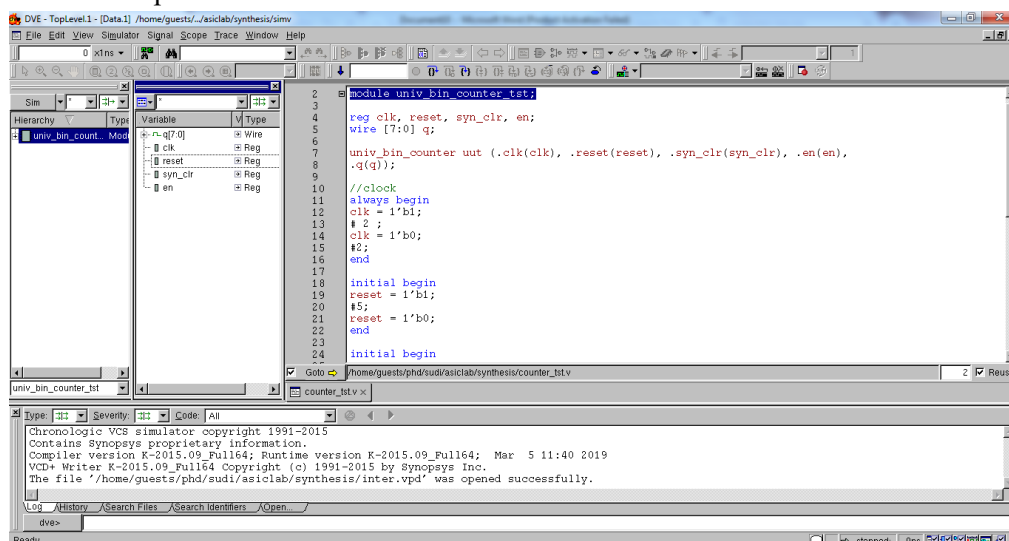 DVE - TopLevel.1 - [Data.1] /home/guests/.../asiclab/synthesis/simv
File Edit View Simulator Signal Scope Trace Window Help
0 x1ns
1
Sim * *
Hierarchy Type Variable V Type
univ_bin_count... Modu
q[7:0] Wire
clk Reg
reset Reg
syn_clr Reg
en Reg
2 module univ_bin_counter_tst;
3
4 reg clk, reset, syn_clr, en;
5 wire [7:0] q;
6
7 univ_bin_counter uut (.clk(clk), .reset(reset), .syn_clr(syn_clr), .en(en),
8 .q(q));
9
10 //clock
11 always begin
12 clk = 1'b1;
13 # 2 ;
14 clk = 1'b0;
15 #2;
16 end
17
18 initial begin
19 reset = 1'b1;
20 #5;
21 reset = 1'b0;
22 end
23
24 initial begin
Goto /home/guests/phd/sudi/asiclab/synthesis/counter_tst.v 2 Reus
univ_bin_counter_tst
counter_tst.v ×
Type: Severity: Code: All
Chronologic VCS simulator copyright 1991-2015
Contains Synopsys proprietary information.
Compiler version K-2015.09_Full64; Runtime version K-2015.09_Full64; Mar 5 11:40 2019
VCD+ Writer K-2015.09_Full64 Copyright (c) 1991-2015 by Synopsys Inc.
The file '/home/guests/phd/sudi/asiclab/synthesis/inter.vpd' was opened successfully.
Log History Search Files Search Identifiers Open...
dve>
Ready stopped 0ns